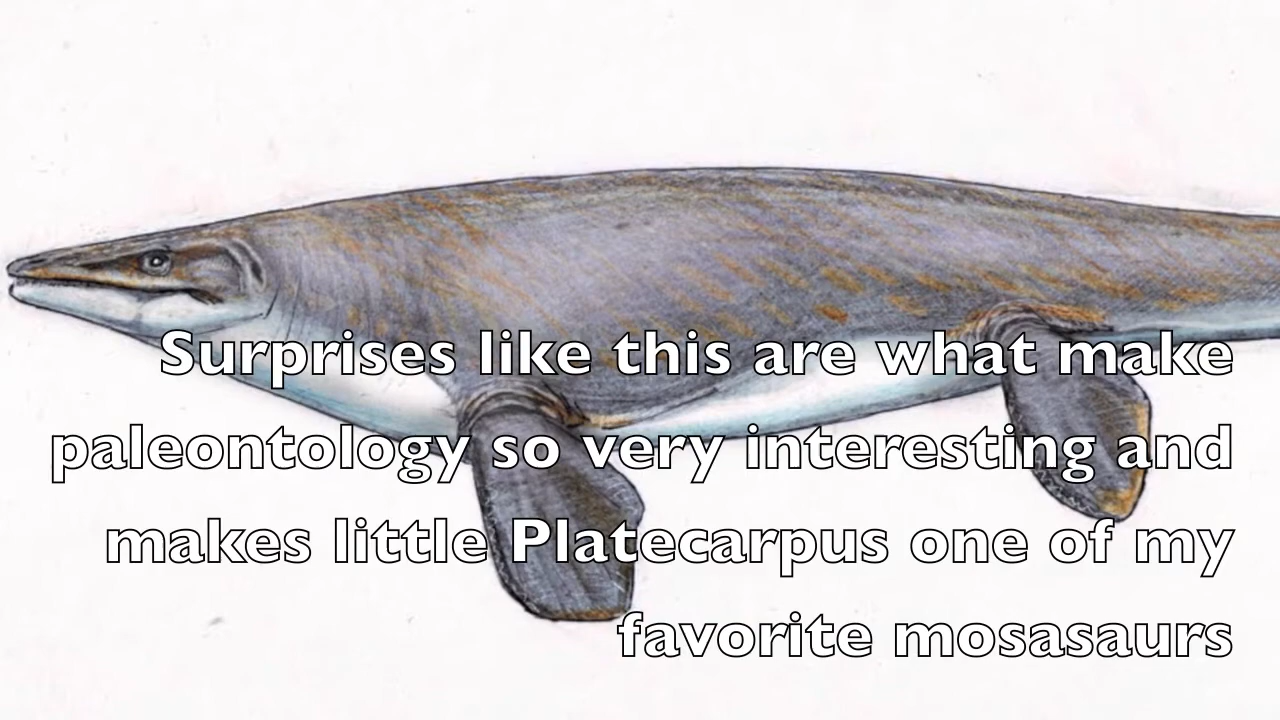 Surprises like this are what make
paleontology so very interesting and
makes little Platecarpus one of my
favorite mosasaurs